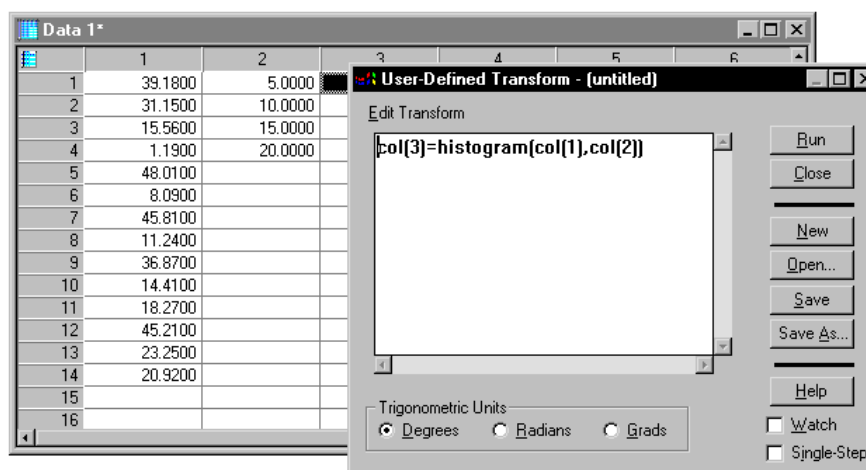 Data 1*
1 2 3 4 5 6
1 39.1800 5.0000
2 31.1500 10.0000
3 15.5600 15.0000
4 1.1900 20.0000
5 48.0100
6 8.0900
7 45.8100
8 11.2400
9 36.8700
10 14.4100
11 18.2700
12 45.2100
13 23.2500
14 20.9200
15
16
User-Defined Transform - (untitled)
Edit Transform
col(3)=histogram(col(1),col(2))
Run
Close
New
Open...
Save
Save As...
Help
Trigonometric Units
Degrees Radians Grads
Watch
Single-Step